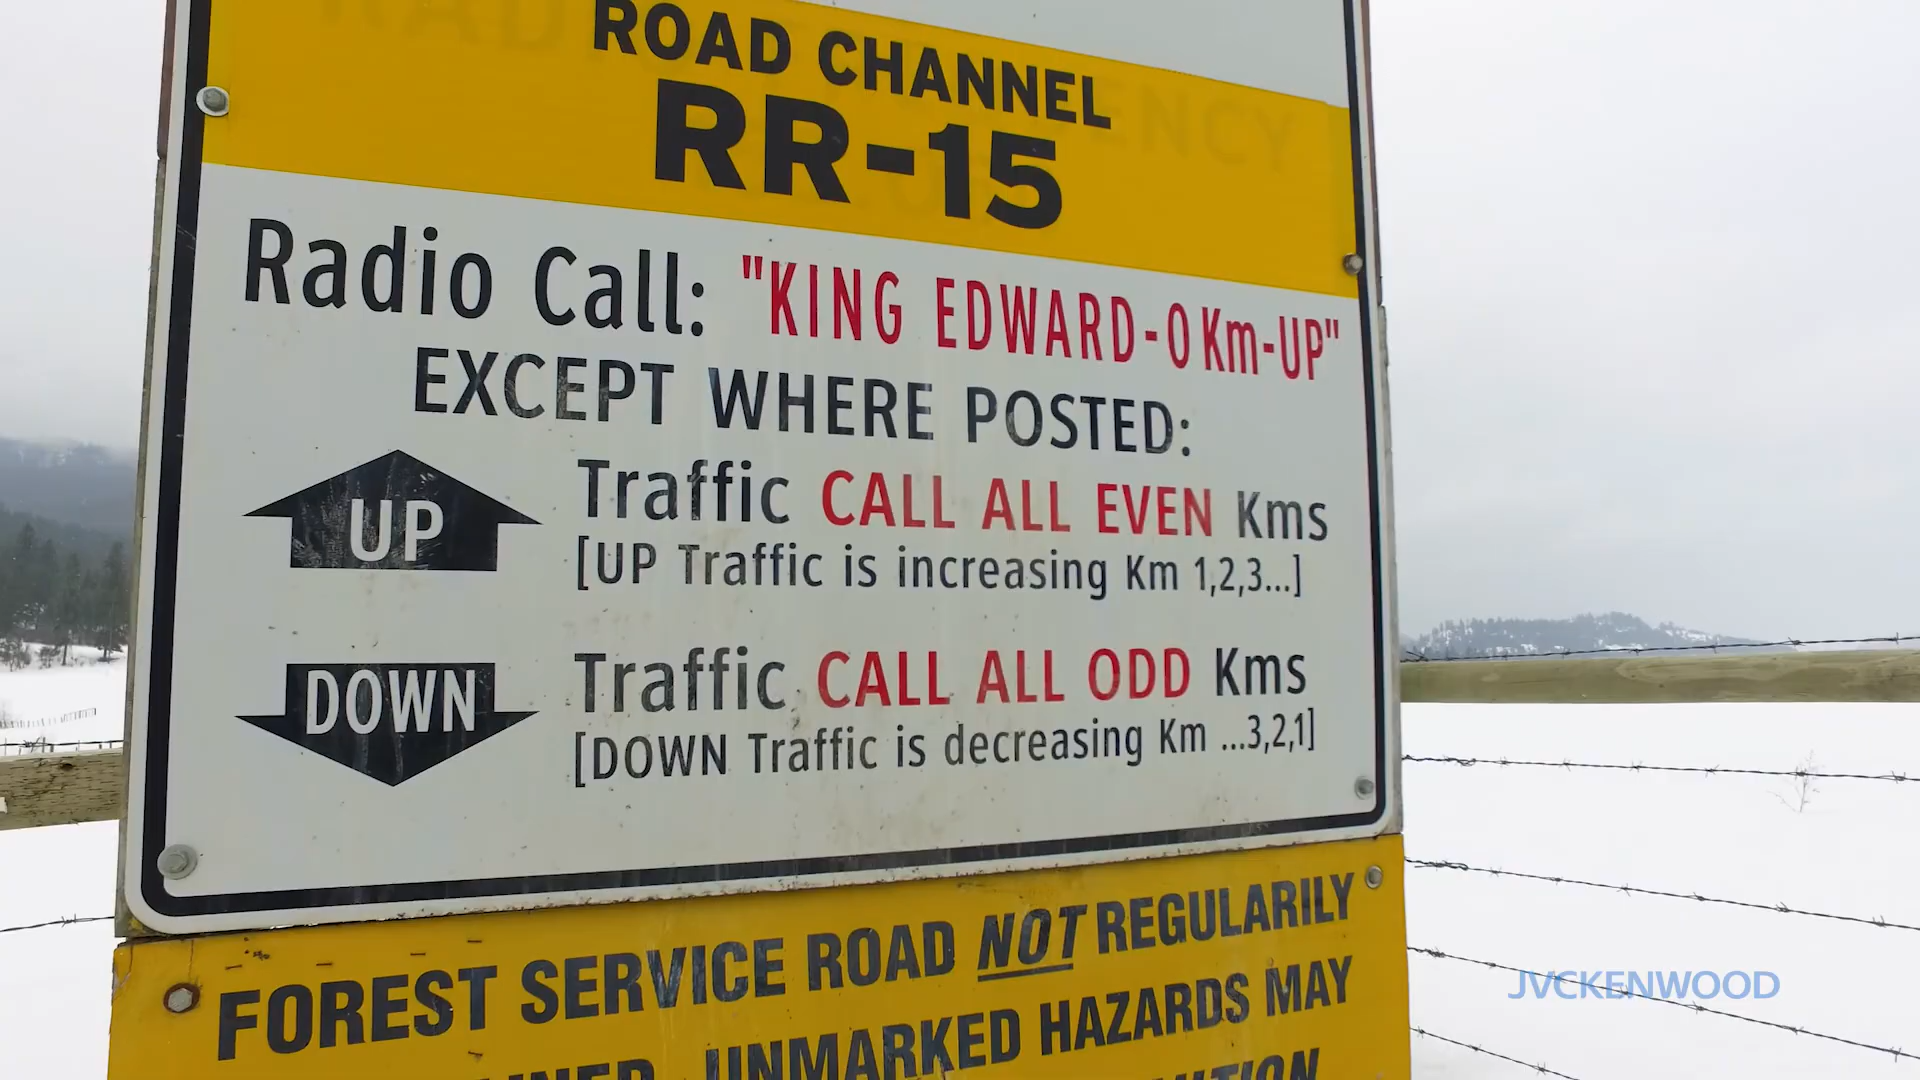 ROAD CHANNEL
RR-15
Radio Call: "KING EDWARD-0 Km-UP"
EXCEPT WHERE POSTED:
UP
Traffic CALL ALL EVEN Kms
[UP Traffic is increasing Km 1,2,3...]
DOWN
Traffic CALL ALL ODD Kms
[DOWN Traffic is decreasing Km ...3,2,1]
FOREST SERVICE ROAD NOT REGULARILY
UNMARKED HAZARDS MAY
JVCKENWOOD